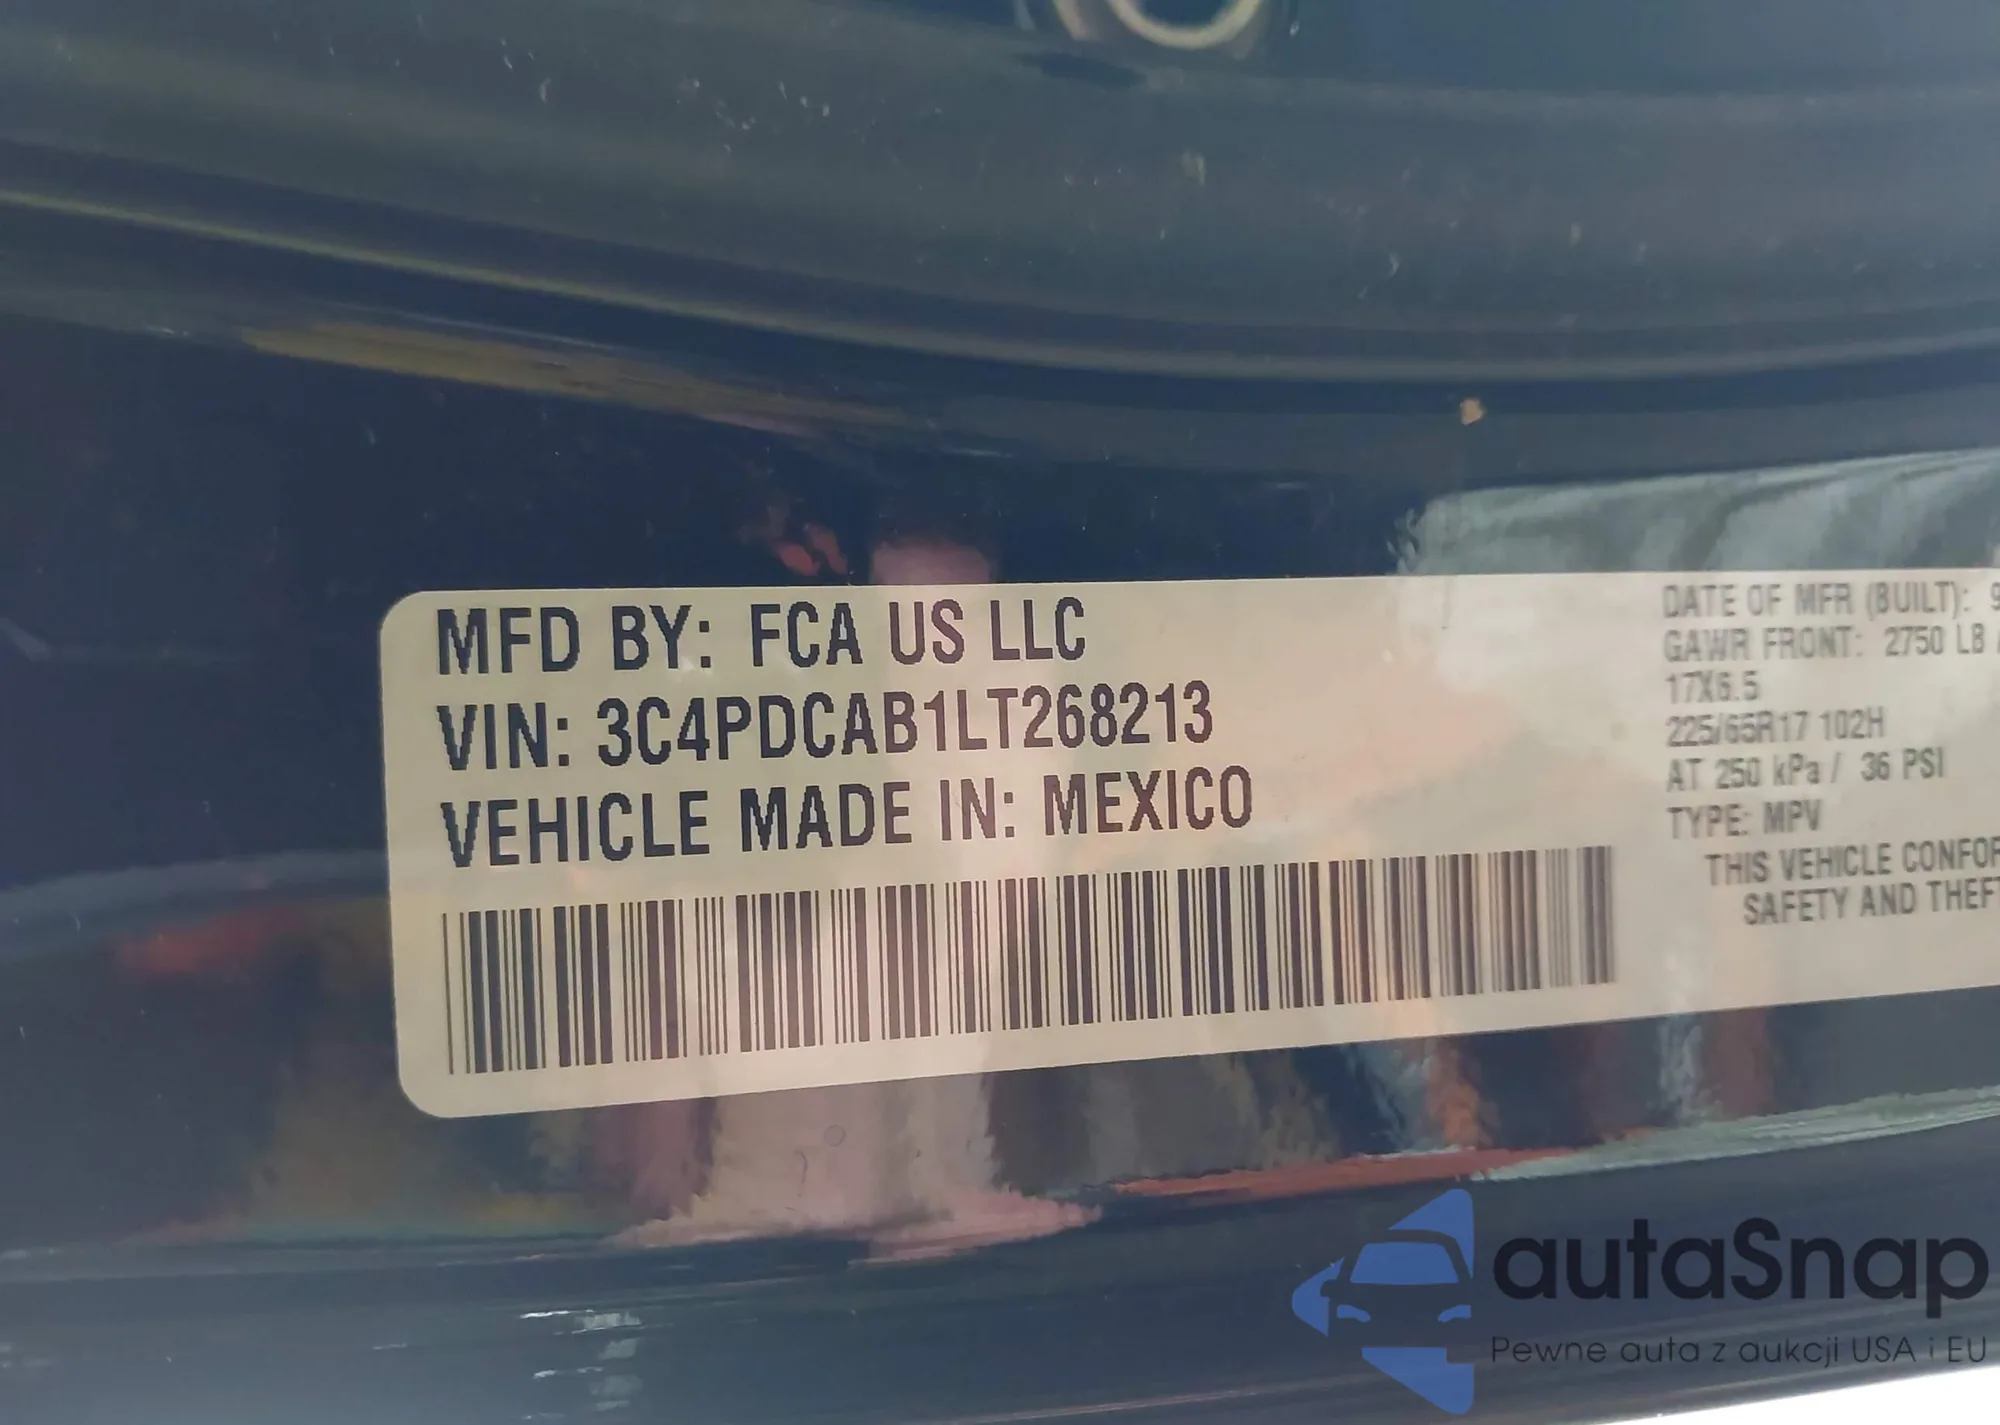 MFD BY: FCA US LLC
VIN: 3C4PDCAB1LT268213
VEHICLE MADE IN: MEXICO
DATE OF MFR (BUILT): 9
GAWR FRONT: 2750 LB
17X6.5
225/65R17 102H
AT 250 kPa / 36 PSI
TYPE: MPV
THIS VEHICLE CONFOR
SAFETY AND THEFT
autaSnap
Pewne auta z aukcji USA i EU